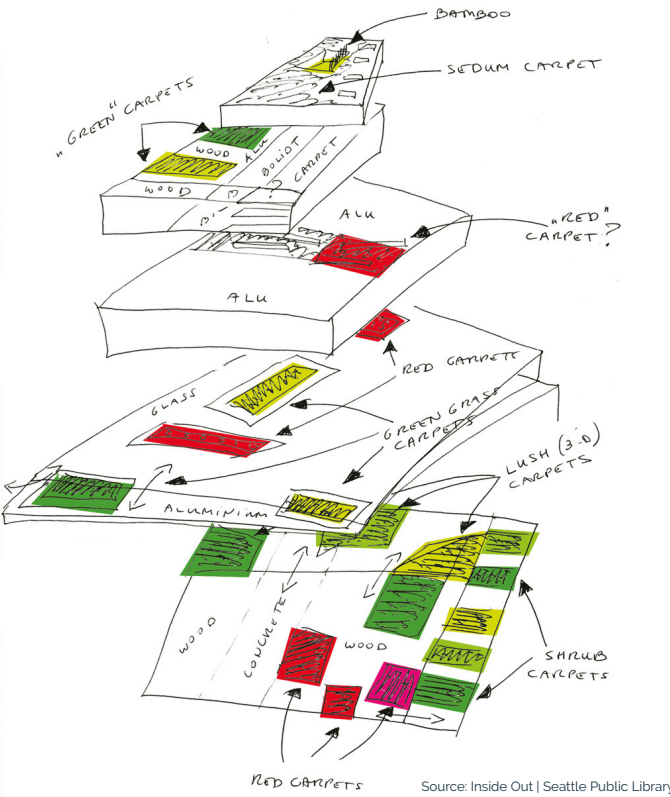 BAMBOO
SEDUM CARPET
"GREEN" CARPETS
WOOD
ALU
BOLIDT
CARPET
WOOD
B
?
B
ALU
"RED"
CARPET?
ALU
RED CARPETS
GLASS
GREEN GRASS
CARPETS
LUSH (3.D)
CARPETS
ALUMINIUM
WOOD
CONCRETE
WOOD
SHRUB
CARPETS
RED CARPETS
Source: Inside Out | Seattle Public Library